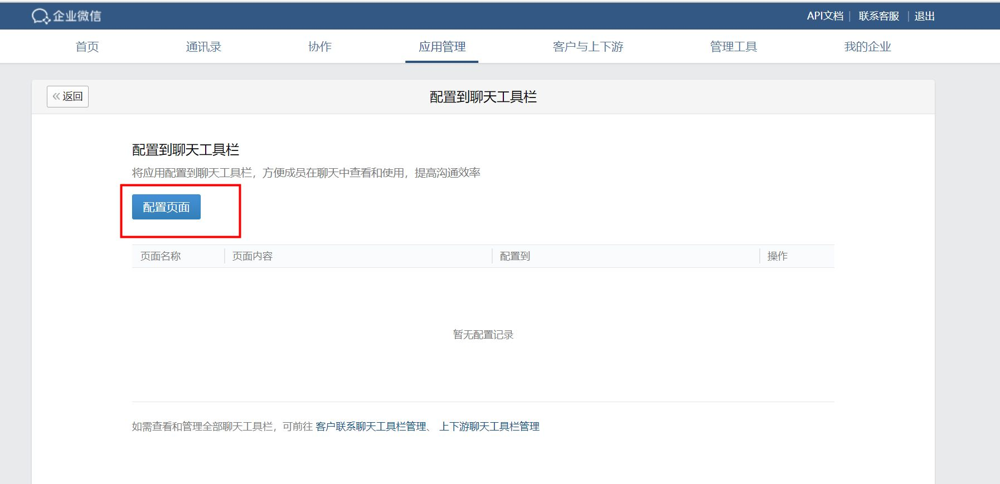 企业微信
API文档 | 联系客服 | 退出
首页 通讯录 协作 应用管理 客户与上下游 管理工具 我的企业
« 返回 配置到聊天工具栏
配置到聊天工具栏
将应用配置到聊天工具栏，方便成员在聊天中查看和使用，提高沟通效率
配置页面
页面名称 页面内容 配置到 操作
暂无配置记录
如需查看和管理全部聊天工具栏，可前往 客户联系聊天工具栏管理、 上下游聊天工具栏管理